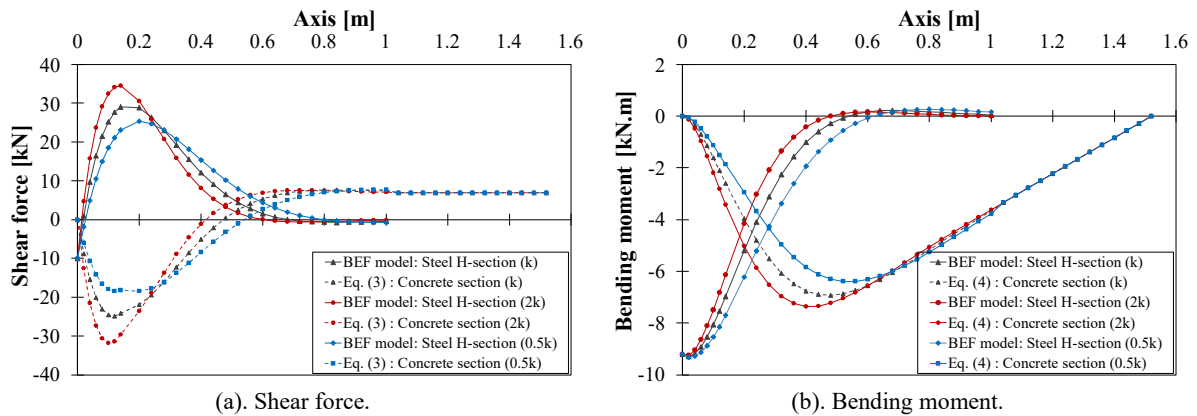 Axis [m]
0 0.2 0.4 0.6 0.8 1 1.2 1.4 1.6
Shear force [kN]
40
30
20
10
0
-10
-20
-30
-40
BEF model: Steel H-section (k)
Eq. (3) : Concrete section (k)
BEF model: Steel H-section (2k)
Eq. (3) : Concrete section (2k)
BEF model: Steel H-section (0.5k)
Eq. (3) : Concrete section (0.5k)
(a). Shear force.
Axis [m]
0 0.2 0.4 0.6 0.8 1 1.2 1.4 1.6
Bending moment [kN.m]
2
0
-2
-4
-6
-8
-10
BEF model: Steel H-section (k)
Eq. (4) : Concrete section (k)
BEF model: Steel H-section (2k)
Eq. (4) : Concrete section (2k)
BEF model: Steel H-section (0.5k)
Eq. (4) : Concrete section (0.5k)
(b). Bending moment.